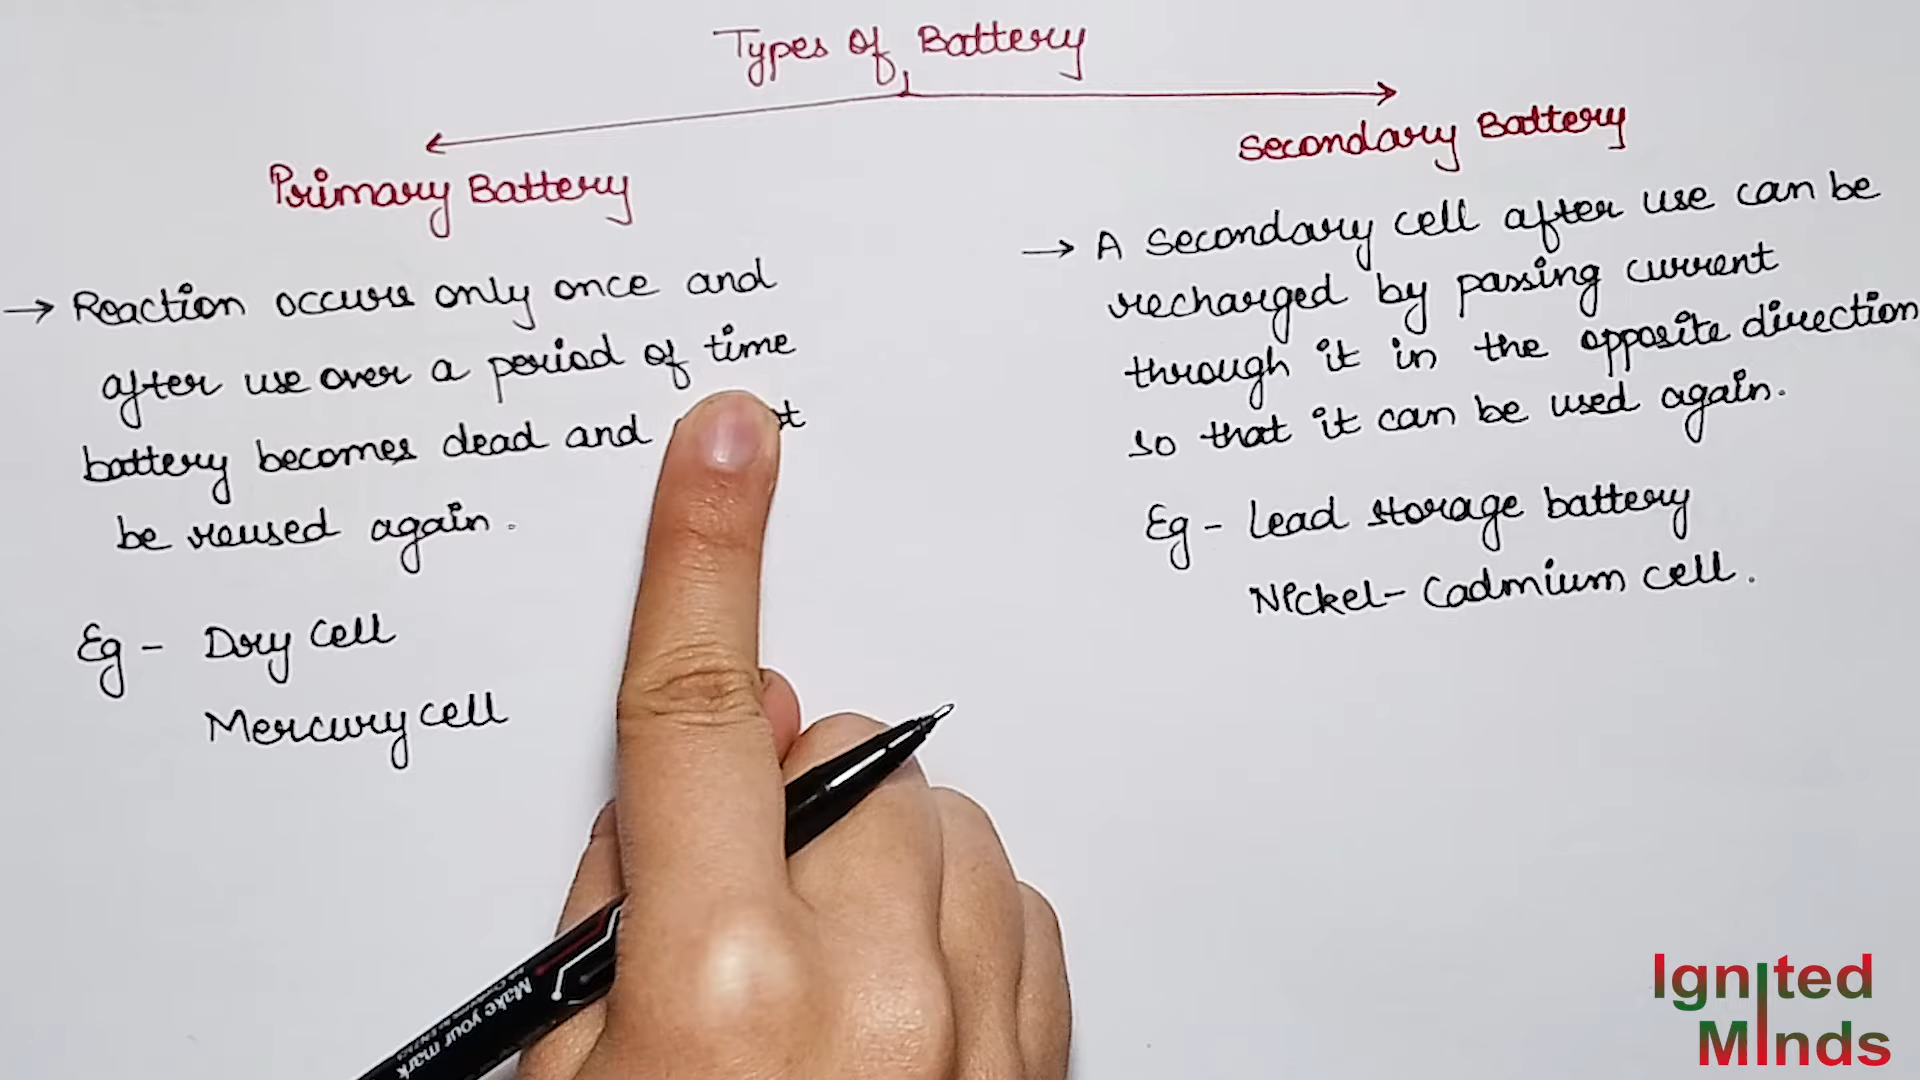 Types of Battery
Primary Battery
→ Reaction occurs only once and
after use over a period of time
battery becomes dead and
be reused again.
Eg - Dry cell
Mercury cell
Secondary Battery
→ A secondary cell after use can be
recharged by passing current
through it in the opposite direction
so that it can be used again.
Eg - Lead storage battery
Nickel-Cadmium cell.
Make your mark
Ignited
Minds